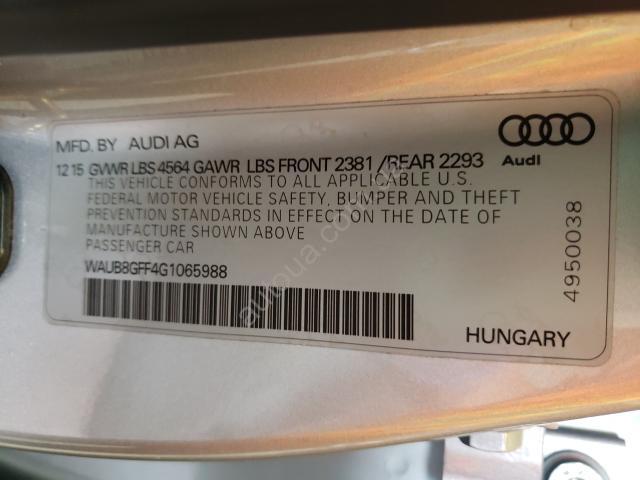 MFD. BY AUDI AG
12 15 GVWR LBS 4564 GAWR LBS FRONT 2381 /REAR 2293
THIS VEHICLE CONFORMS TO ALL APPLICABLE U.S.
FEDERAL MOTOR VEHICLE SAFETY, BUMPER AND THEFT
PREVENTION STANDARDS IN EFFECT ON THE DATE OF
MANUFACTURE SHOWN ABOVE
PASSENGER CAR
WAUB8GFF4G1065988
Audi
4950038
HUNGARY